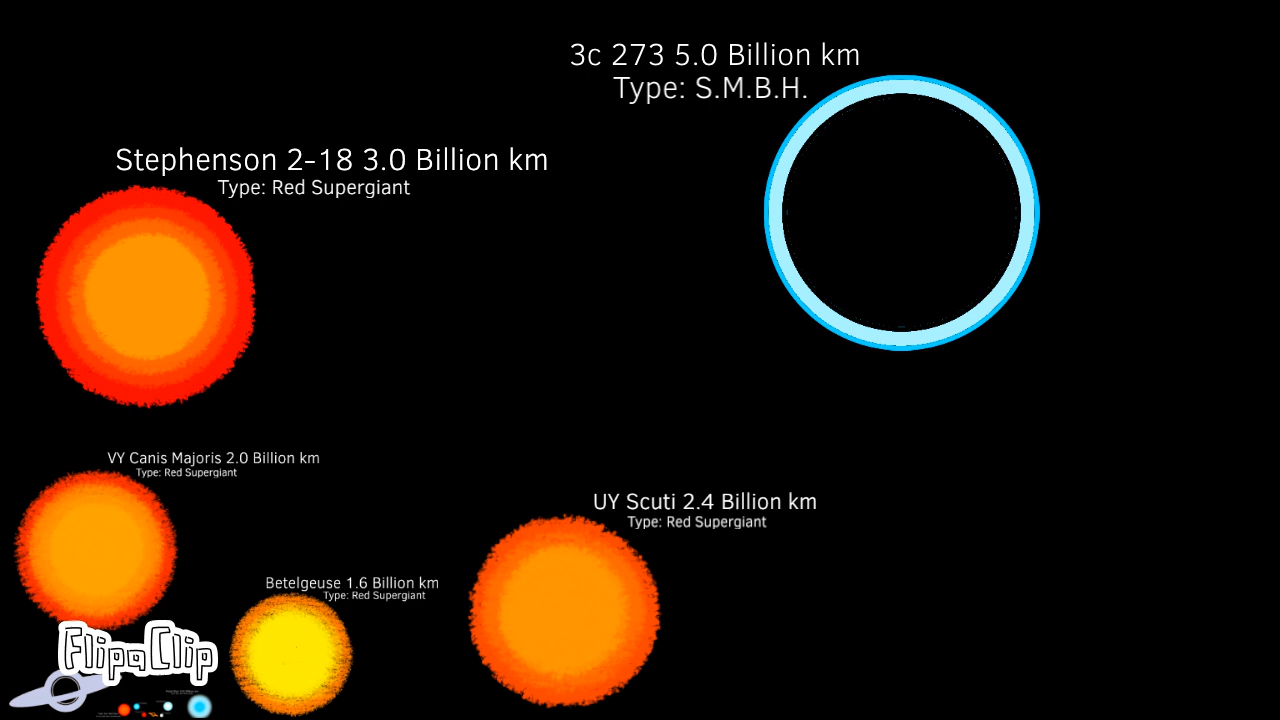 3c 273 5.0 Billion km
Type: S.M.B.H.
Stephenson 2-18 3.0 Billion km
Type: Red Supergiant
VY Canis Majoris 2.0 Billion km
Type: Red Supergiant
UY Scuti 2.4 Billion km
Type: Red Supergiant
Betelgeuse 1.6 Billion km
Type: Red Supergiant
FlipaClip